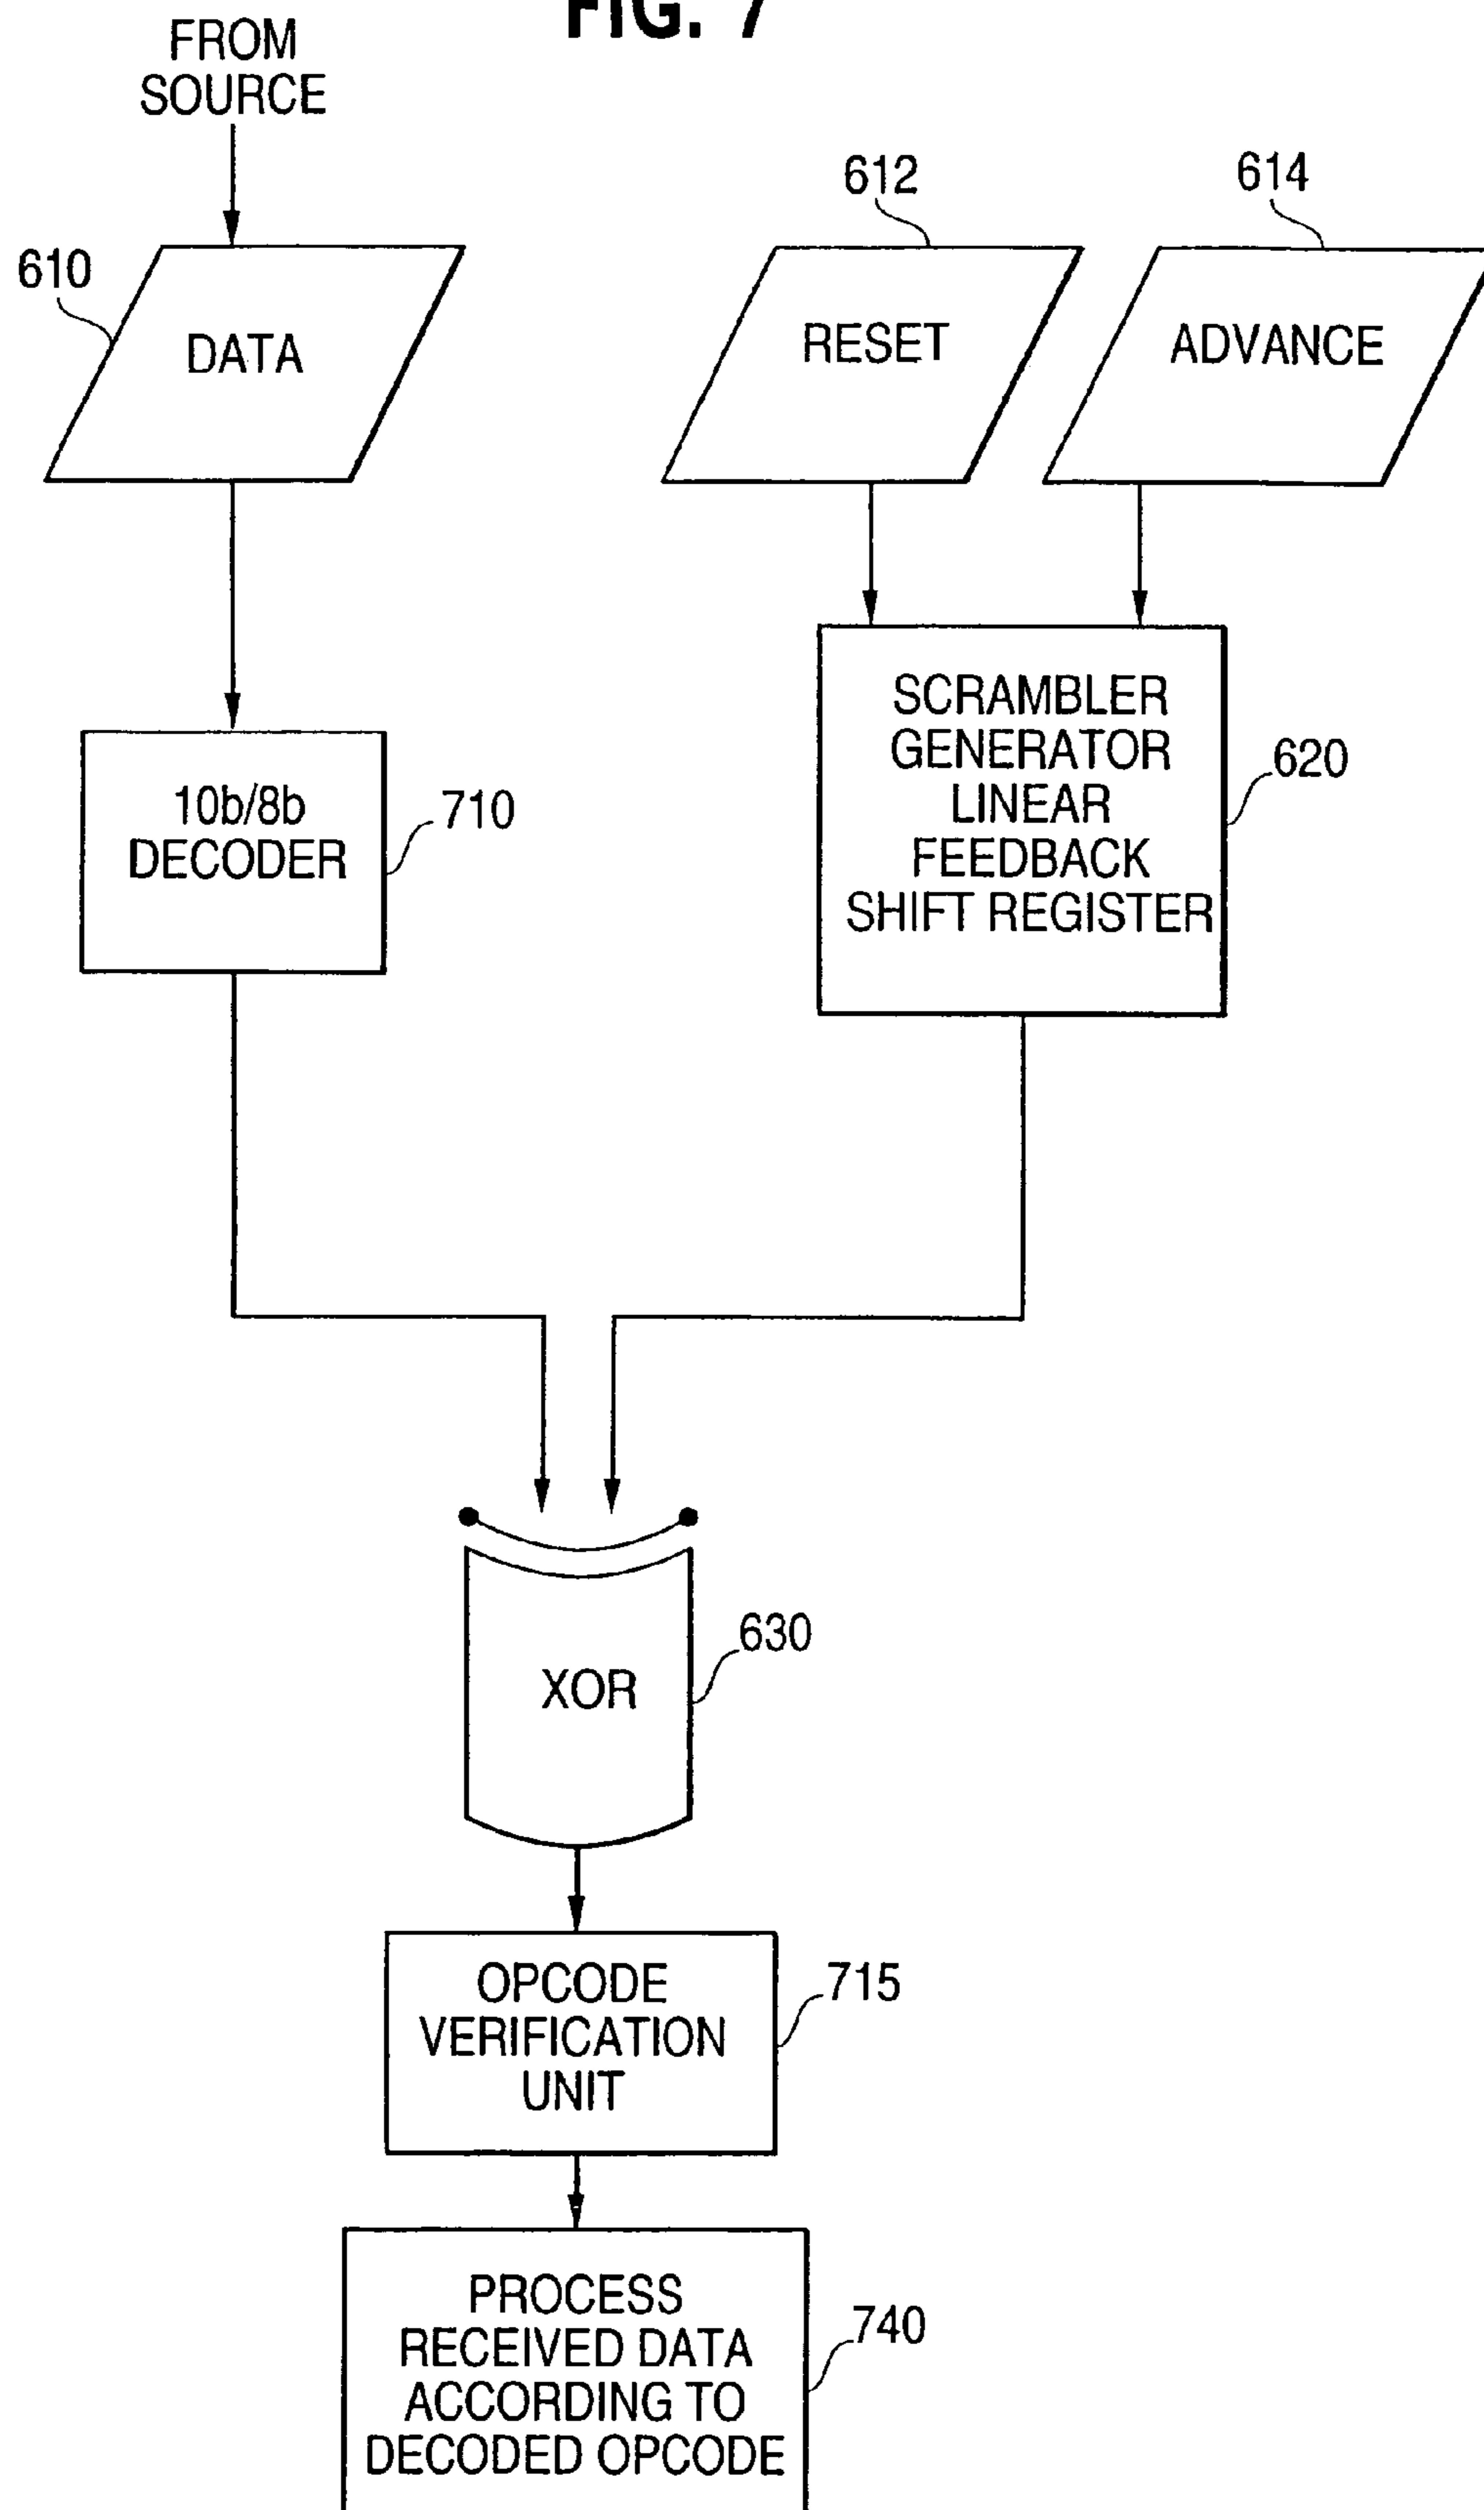 FIG. 7
FROM
SOURCE
612
614
610
DATA
RESET
ADVANCE
SCRAMBLER
GENERATOR
LINEAR
FEEDBACK
SHIFT REGISTER
620
10b/8b
DECODER
710
XOR
630
OPCODE
VERIFICATION
UNIT
715
PROCESS
RECEIVED DATA
ACCORDING TO
DECODED OPCODE
740